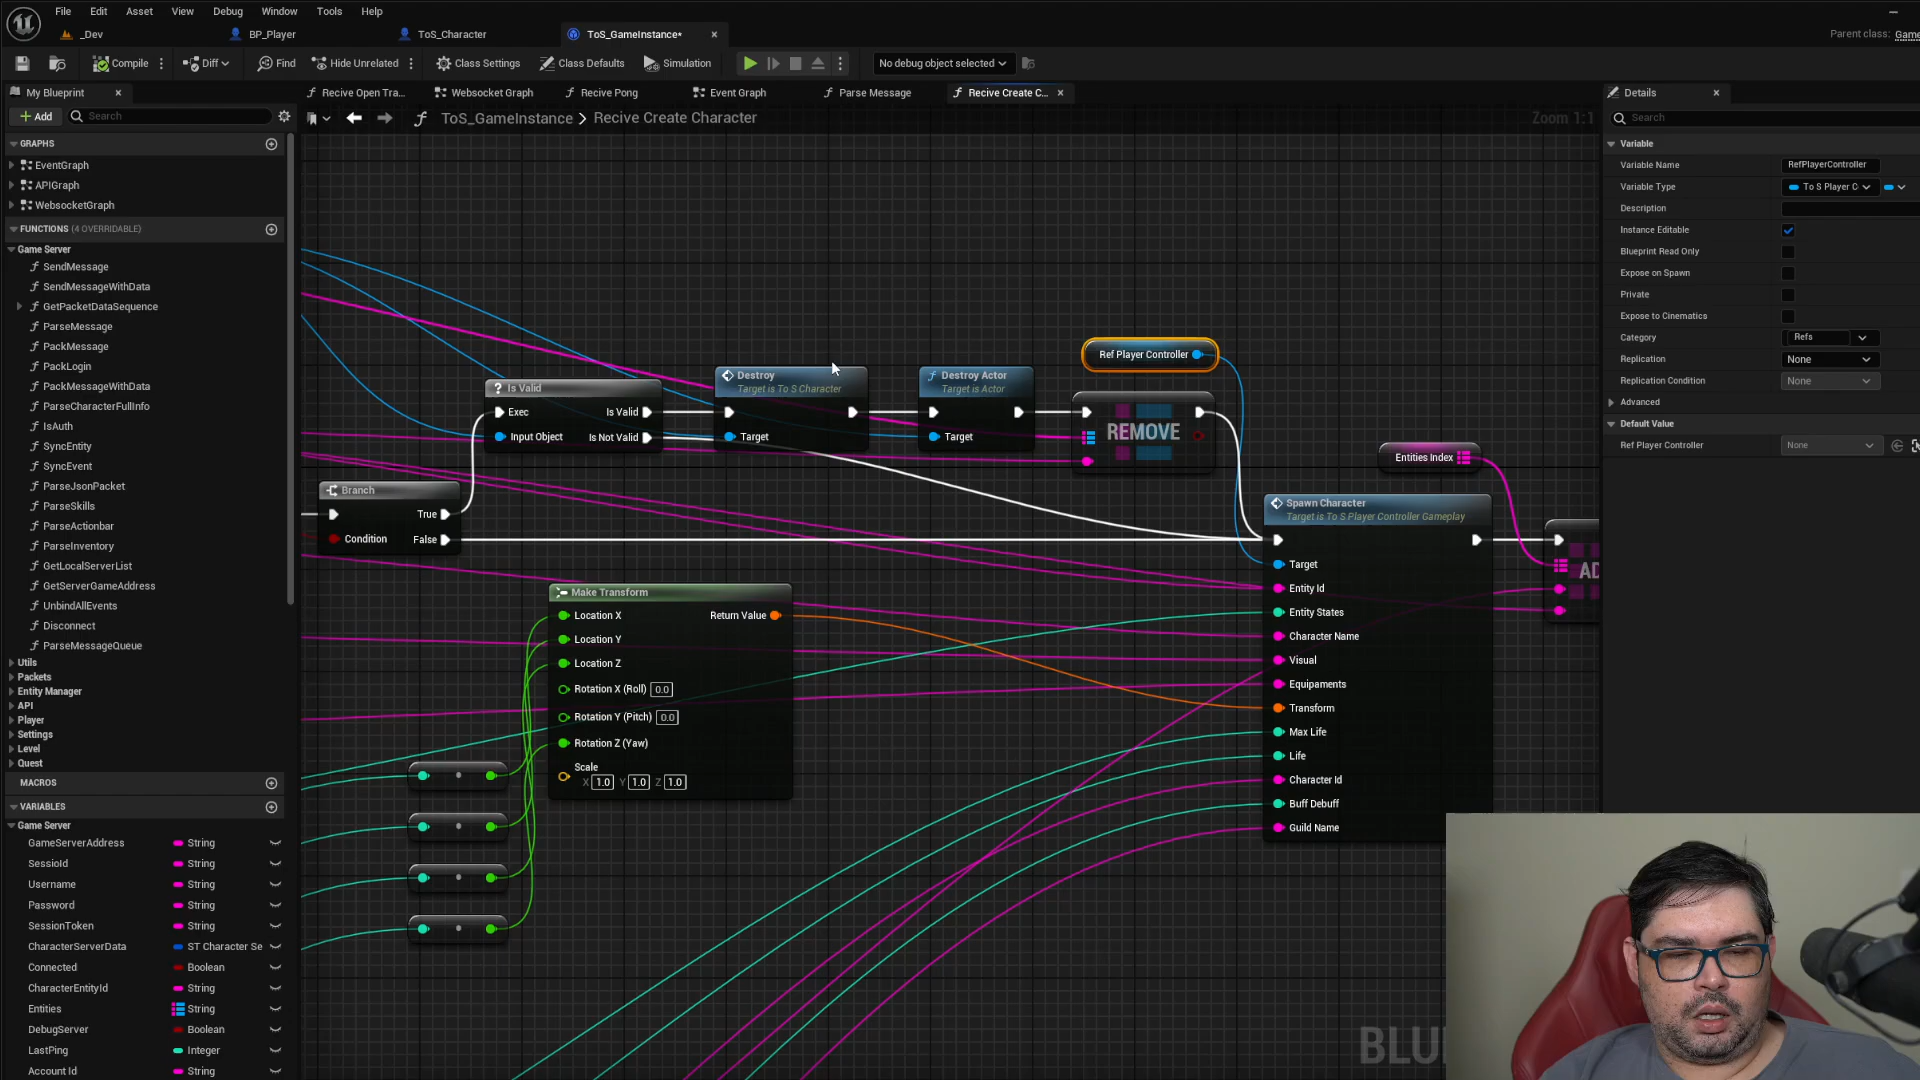 File Edit Asset View Debug Window Tools Help
_Dev BP_Player ToS_Character ToS_GameInstance*
Parent class: Game
Compile Diff Find Hide Unrelated Class Settings Class Defaults Simulation No debug object selected
My Blueprint
Recive Open Tra... Websocket Graph Recive Pong Event Graph Parse Message Recive Create C...
Details
Add Search
ToS_GameInstance > Recive Create Character
Zoom 1:1
Search
GRAPHS
EventGraph
APIGraph
WebsocketGraph
FUNCTIONS (4 OVERRIDABLE)
Game Server
SendMessage
SendMessageWithData
GetPacketDataSequence
ParseMessage
PackMessage
PackLogin
PackMessageWithData
ParseCharacterFullInfo
IsAuth
SyncEntity
SyncEvent
ParseJsonPacket
ParseSkills
ParseActionbar
ParseInventory
GetLocalServerList
GetServerGameAddress
UnbindAllEvents
Disconnect
ParseMessageQueue
Utils
Packets
Entity Manager
API
Player
Settings
Level
Quest
MACROS
VARIABLES
Game Server
GameServerAddress String
SessioId String
Username String
Password String
SessionToken String
CharacterServerData ST Character Se
Connected Boolean
CharacterEntityId String
Entities String
DebugServer Boolean
LastPing Integer
Account Id String
Branch
True
Condition False
? Is Valid
Exec Is Valid
Input Object Is Not Valid
Destroy
Target is To S Character
Target
Destroy Actor
Target is Actor
Target
Ref Player Controller
REMOVE
Entities Index
Make Transform
Location X Return Value
Location Y
Location Z
Rotation X (Roll) 0.0
Rotation Y (Pitch) 0.0
Rotation Z (Yaw)
Scale
X 1.0 Y 1.0 Z 1.0
Spawn Character
Target is To S Player Controller Gameplay
Target
Entity Id
Entity States
Character Name
Visual
Equipaments
Transform
Max Life
Life
Character Id
Buff Debuff
Guild Name
AD
BLU
Variable
Variable Name RefPlayerController
Variable Type To S Player C
Description
Instance Editable
Blueprint Read Only
Expose on Spawn
Private
Expose to Cinematics
Category Refs
Replication None
Replication Condition None
Advanced
Default Value
Ref Player Controller None